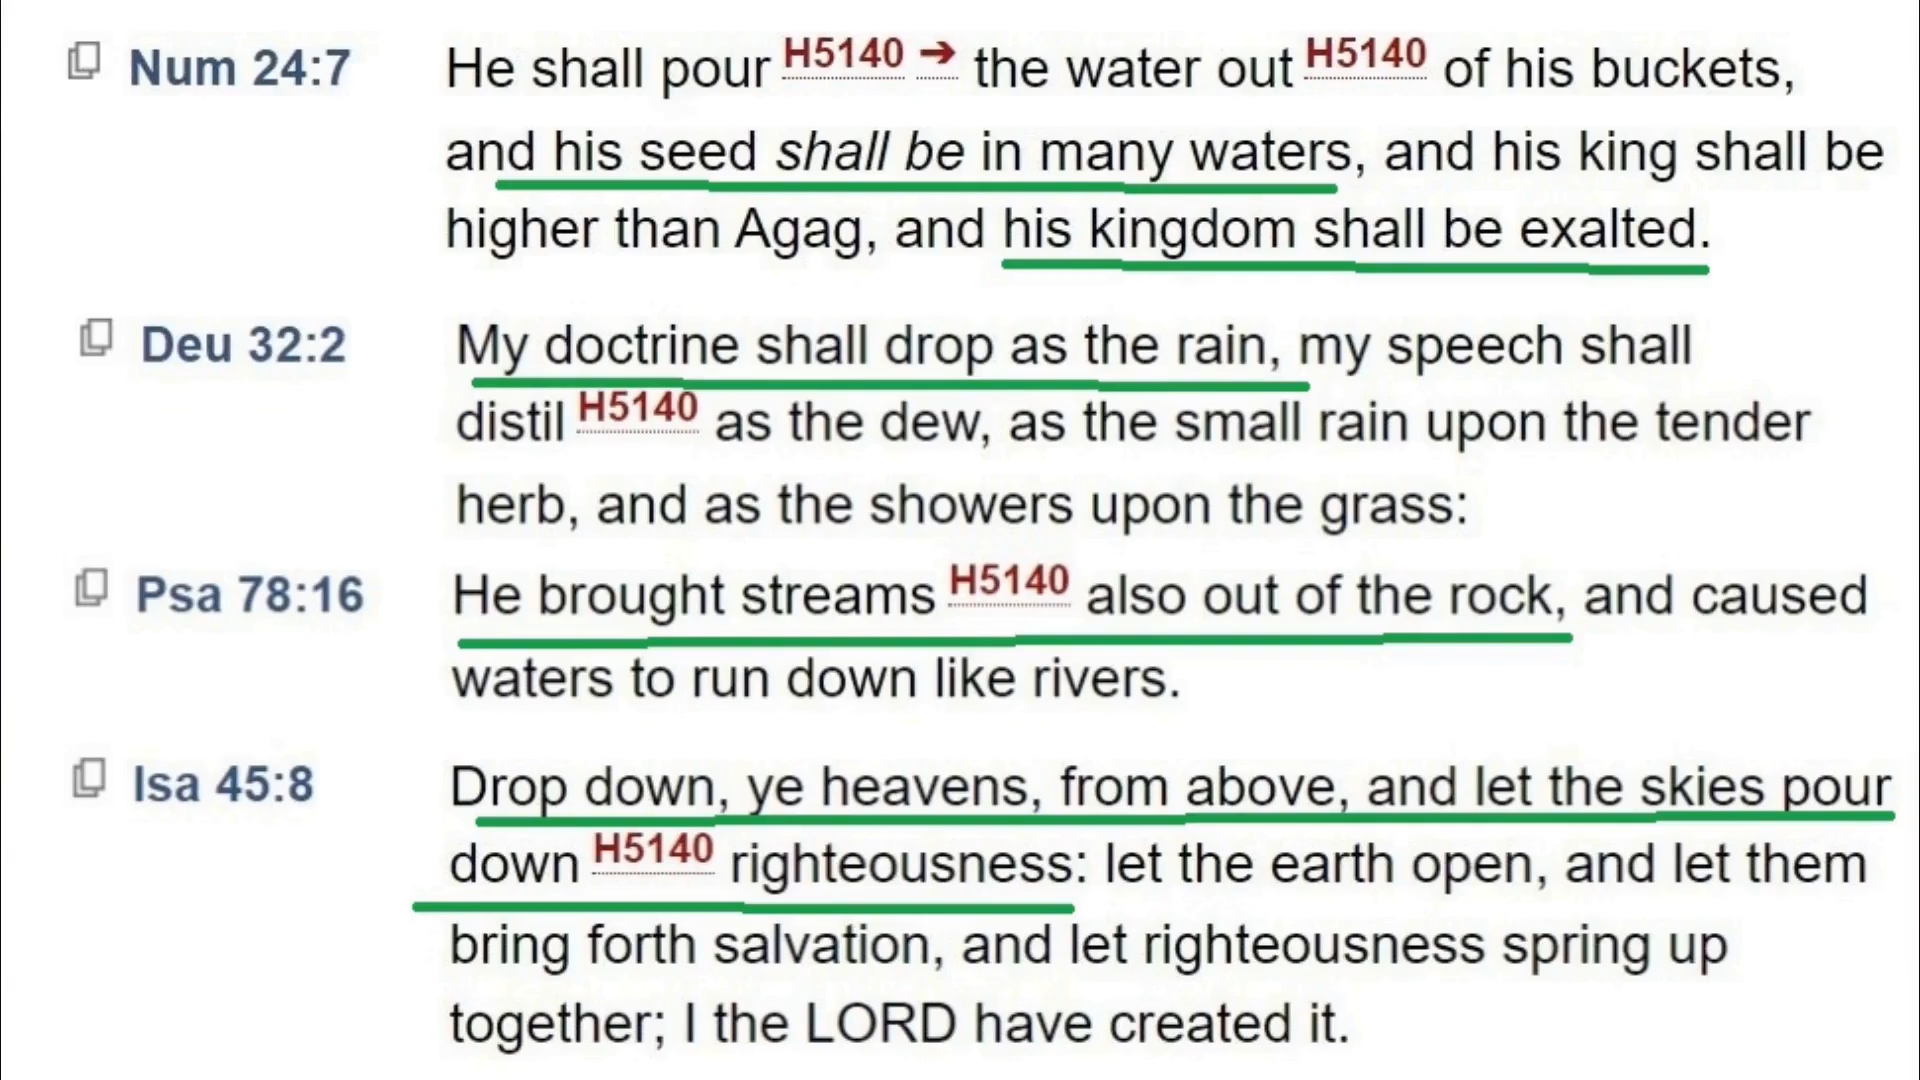 Num 24:7 He shall pour H5140 → the water out H5140 of his buckets,
and his seed shall be in many waters, and his king shall be
higher than Agag, and his kingdom shall be exalted.
Deu 32:2 My doctrine shall drop as the rain, my speech shall
distil H5140 as the dew, as the small rain upon the tender
herb, and as the showers upon the grass:
Psa 78:16 He brought streams H5140 also out of the rock, and caused
waters to run down like rivers.
Isa 45:8 Drop down, ye heavens, from above, and let the skies pour
down H5140 righteousness: let the earth open, and let them
bring forth salvation, and let righteousness spring up
together; I the LORD have created it.